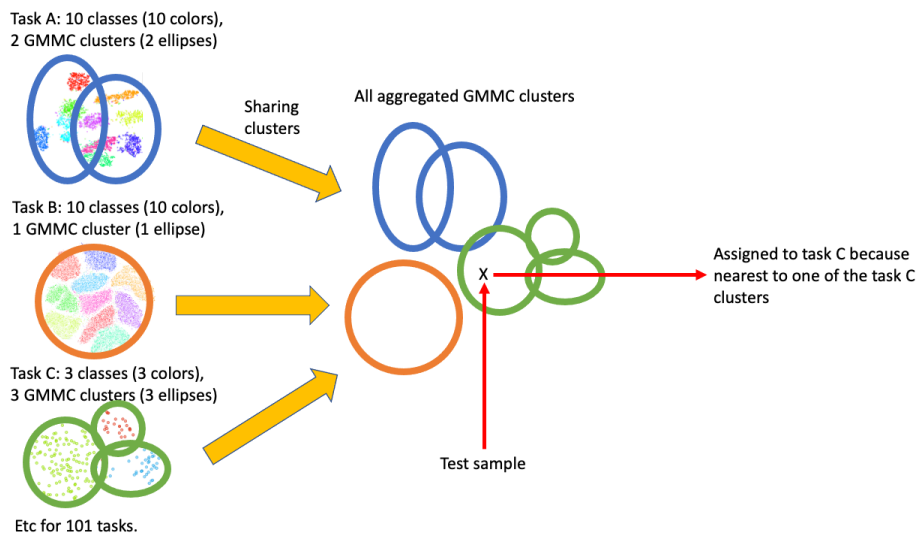 Task A: 10 classes (10 colors),
2 GMMC clusters (2 ellipses)
Sharing
clusters
All aggregated GMMC clusters
Task B: 10 classes (10 colors),
1 GMMC cluster (1 ellipse)
X
Assigned to task C because
nearest to one of the task C
clusters
Task C: 3 classes (3 colors),
3 GMMC clusters (3 ellipses)
Test sample
Etc for 101 tasks.